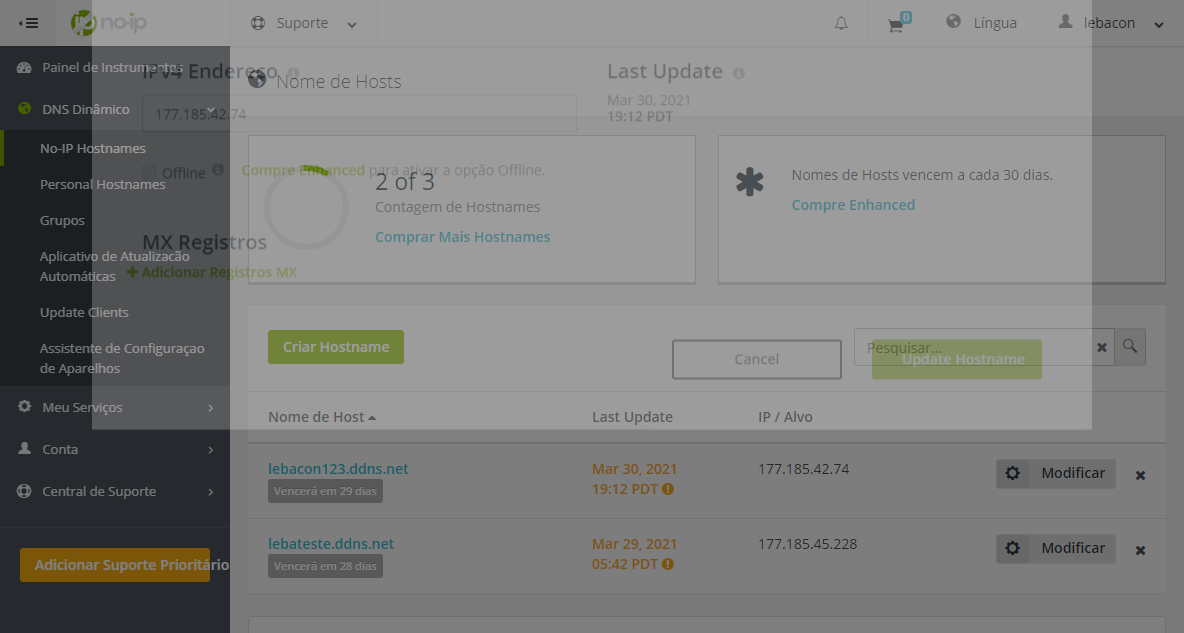 no-ip
Suporte
0
Língua
lebacon
Painel de Instrumentos
DNS Dinâmico
No-IP Hostnames
Personal Hostnames
Grupos
Aplicativo de Atualização
Automáticas
Update Clients
Assistente de Configuraçao
de Aparelhos
Meu Serviços
Conta
Central de Suporte
Adicionar Suporte Prioritário
IPv4 Endereço
177.185.42.74
Last Update
Mar 30, 2021
19:12 PDT
Offline
Compre Enhanced para ativar a opção Offline.
MX Registros
Adicionar Registros MX
Cancel
Update Hostname
Nome de Hosts
2 of 3
Contagem de Hostnames
Comprar Mais Hostnames
Nomes de Hosts vencem a cada 30 dias.
Compre Enhanced
Criar Hostname
Pesquisar...
Nome de Host Last Update IP / Alvo
lebacon123.ddns.net Mar 30, 2021 177.185.42.74 Modificar
Vencerá em 29 dias 19:12 PDT
lebateste.ddns.net Mar 29, 2021 177.185.45.228 Modificar
Vencerá em 28 dias 05:42 PDT